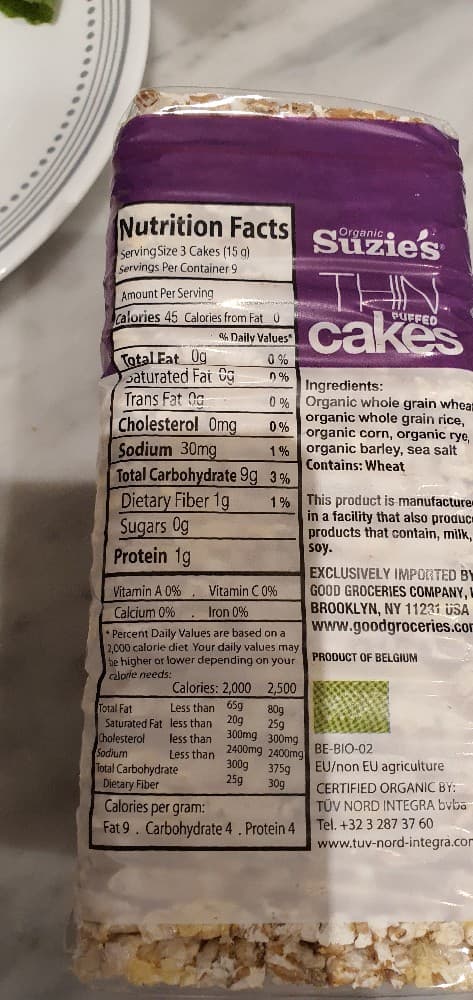 Nutrition Facts
Serving Size 3 Cakes (15 g)
Servings Per Container 9
Amount Per Serving
Calories 45 Calories from Fat 0
% Daily Values*
Total Fat 0g 0 %
Saturated Fat 0g 0 %
Trans Fat 0g 0 %
Cholesterol 0mg 0%
Sodium 30mg 1 %
Total Carbohydrate 9g 3 %
Dietary Fiber 1g 1 %
Sugars 0g
Protein 1g
Vitamin A 0% . Vitamin C 0%
Calcium 0% . Iron 0%
* Percent Daily Values are based on a
2,000 calorie diet. Your daily values may
be higher or lower depending on your
calorie needs:
Calories: 2,000 2,500
Total Fat Less than 65g 80g
Saturated Fat less than 20g 25g
Cholesterol less than 300mg 300mg
Sodium Less than 2400mg 2400mg
Total Carbohydrate 300g 375g
Dietary Fiber 25g 30g
Calories per gram:
Fat 9 . Carbohydrate 4 . Protein 4
Organic
Suzie's
THIN
PUFFED
cakes
Ingredients:
Organic whole grain wheat
organic whole grain rice,
organic corn, organic rye,
organic barley, sea salt
Contains: Wheat
This product is manufacture
in a facility that also produc
products that contain, milk,
soy.
EXCLUSIVELY IMPORTED BY
GOOD GROCERIES COMPANY,
BROOKLYN, NY 11231 USA
www.goodgroceries.com
PRODUCT OF BELGIUM
BE-BIO-02
EU/non EU agriculture
CERTIFIED ORGANIC BY:
TÜV NORD INTEGRA bvba
Tel. +32 3 287 37 60
www.tuv-nord-integra.com